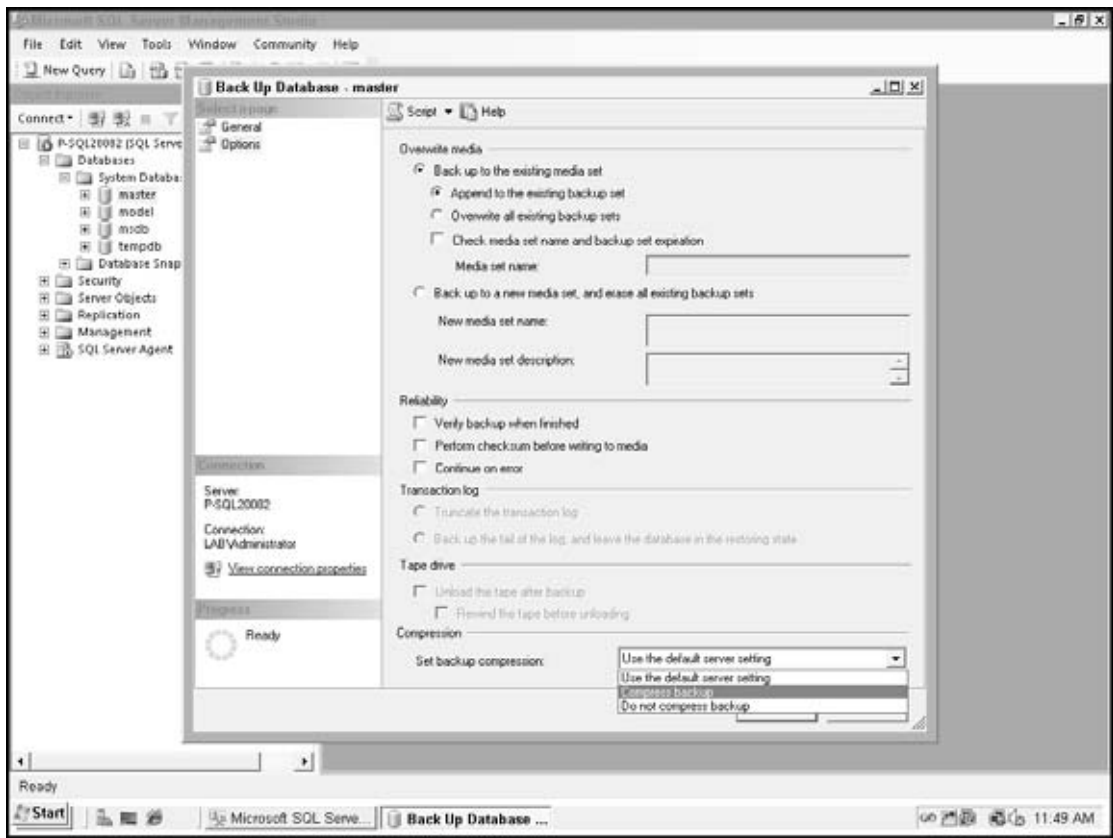 Microsoft SQL Server Management Studio
File Edit View Tools Window Community Help
New Query
Connect
P-SQL20082 (SQL Serve
Databases
System Databa
master
model
msdb
tempdb
Database Snap
Security
Server Objects
Replication
Management
SQL Server Agent
Back Up Database - master
Select a page
General
Options
Script Help
Overwrite media
Back up to the existing media set
Append to the existing backup set
Overwrite all existing backup sets
Check media set name and backup set expiration
Media set name:
Back up to a new media set, and erase all existing backup sets
New media set name:
New media set description:
Reliability
Verify backup when finished
Perform checksum before writing to media
Continue on error
Transaction log
Truncate the transaction log
Back up the tail of the log, and leave the database in the restoring state
Tape drive
Unload the tape after backup
Rewind the tape before unloading
Compression
Set backup compression:
Use the default server setting
Use the default server setting
Compress backup
Do not compress backup
Connection
Server:
P-SQL20082
Connection:
LAB\Administrator
View connection properties
Progress
Ready
Ready
Start
Microsoft SQL Serve...
Back Up Database ...
11:49 AM